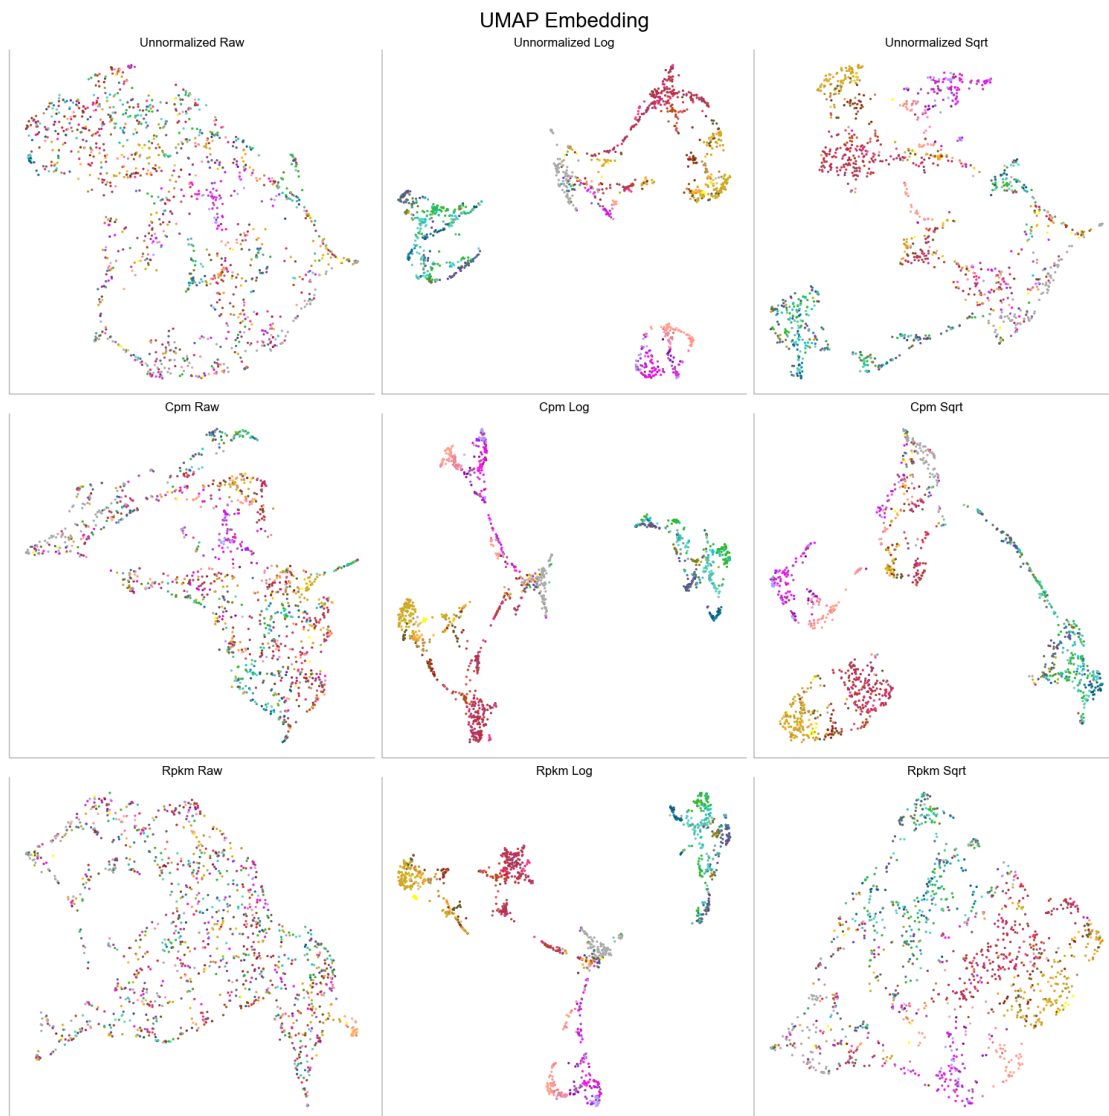 UMAP Embedding
Unnormalized Raw
Unnormalized Log
Unnormalized Sqrt
Cpm Raw
Cpm Log
Cpm Sqrt
Rpkm Raw
Rpkm Log
Rpkm Sqrt